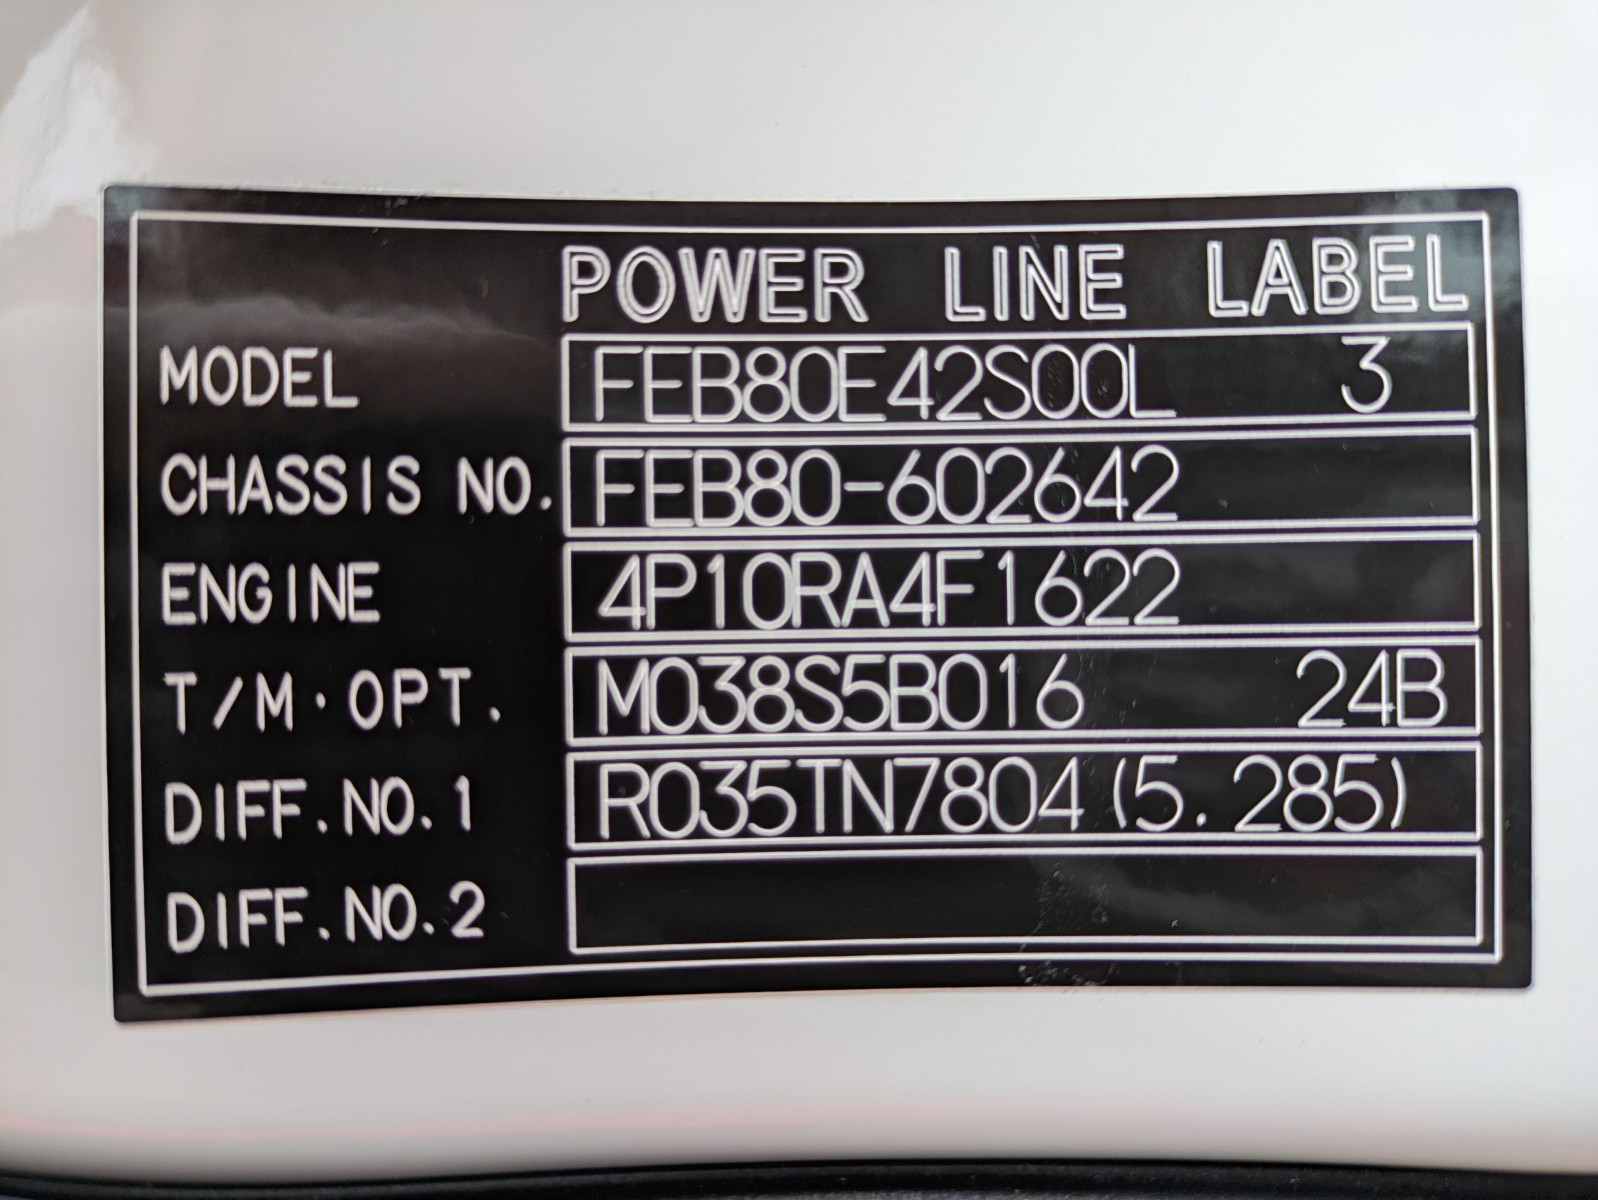 POWER LINE LABEL
MODEL FEB80E42S00L 3
CHASSIS NO. FEB80-602642
ENGINE 4P10RA4F1622
T/M·OPT. M038S5B016 24B
DIFF.NO.1 R035TN7804(5.285)
DIFF.NO.2